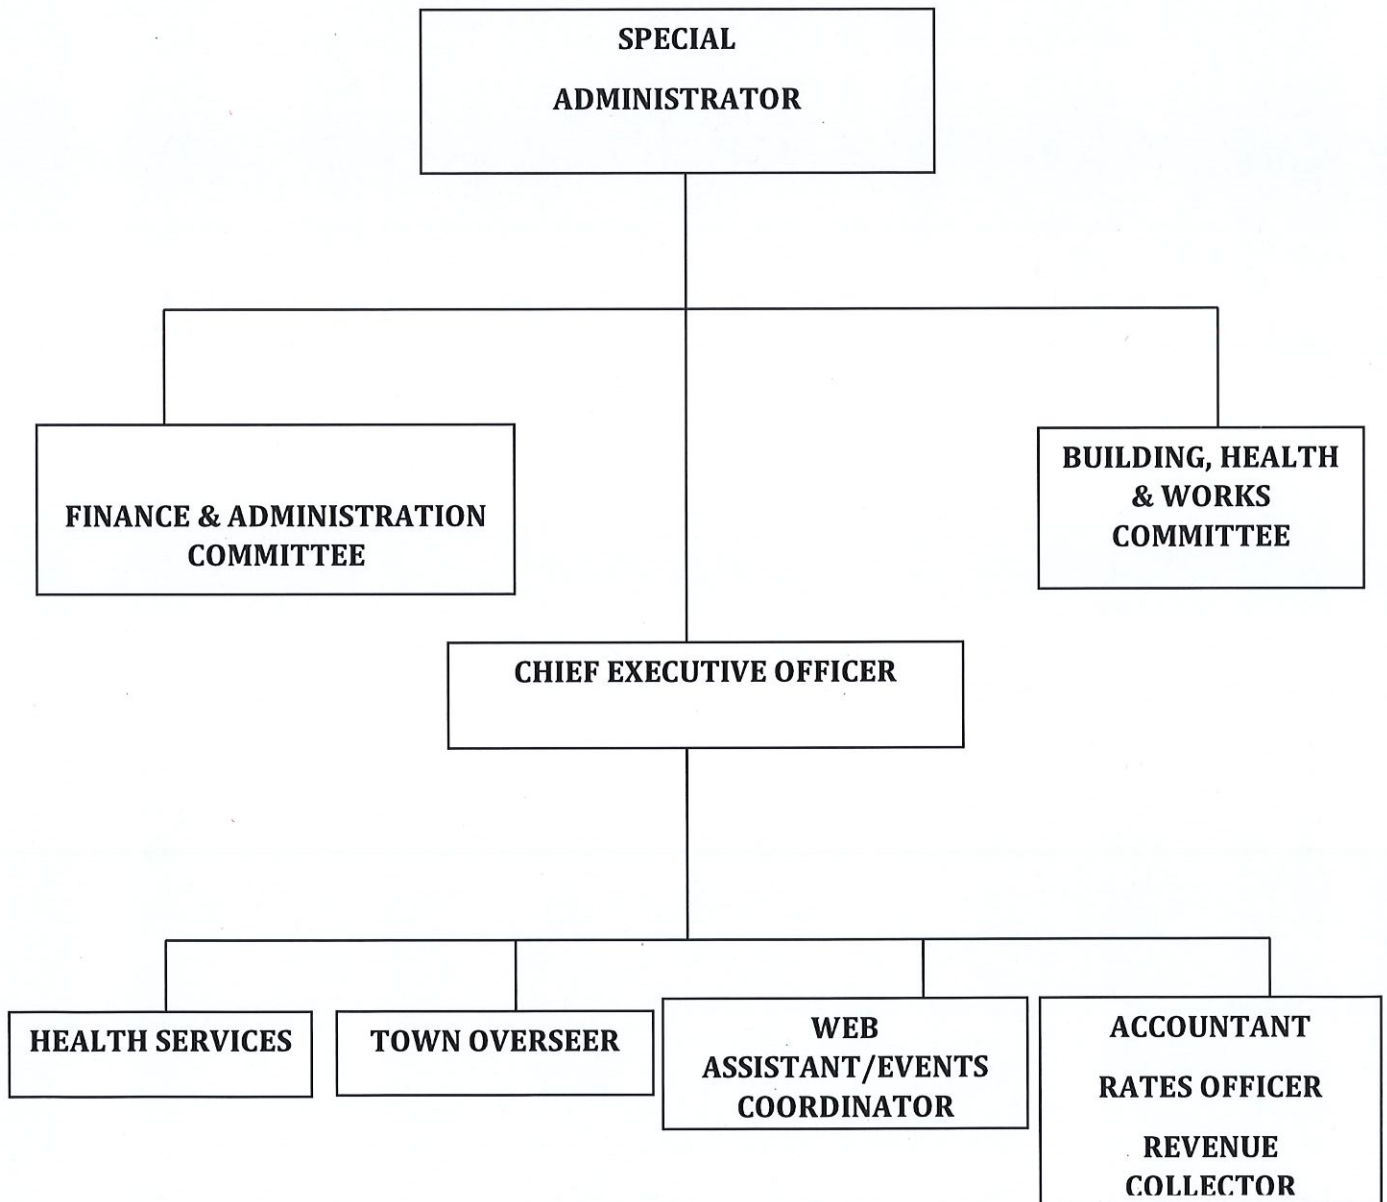 SPECIAL
ADMINISTRATOR
FINANCE & ADMINISTRATION
COMMITTEE
BUILDING, HEALTH
& WORKS
COMMITTEE
CHIEF EXECUTIVE OFFICER
HEALTH SERVICES
TOWN OVERSEER
WEB
ASSISTANT/EVENTS
COORDINATOR
ACCOUNTANT
RATES OFFICER
REVENUE
COLLECTOR